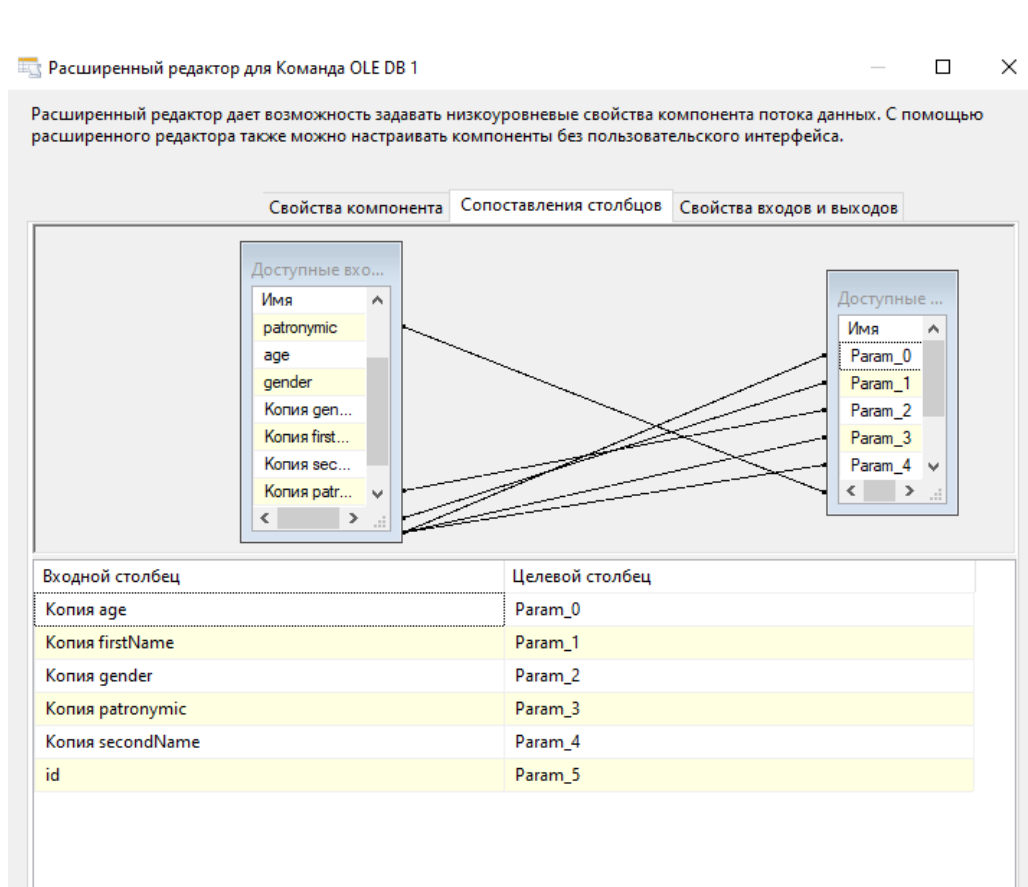 Расширенный редактор для Команда OLE DB 1
Расширенный редактор дает возможность задавать низкоуровневые свойства компонента потока данных. С помощью
расширенного редактора также можно настраивать компоненты без пользовательского интерфейса.
Свойства компонента Сопоставления столбцов Свойства входов и выходов
Доступные вхо...
Имя
patronymic
age
gender
Копия gen...
Копия first...
Копия sec...
Копия patr...
Доступные ...
Имя
Param_0
Param_1
Param_2
Param_3
Param_4
Входной столбец Целевой столбец
Копия age Param_0
Копия firstName Param_1
Копия gender Param_2
Копия patronymic Param_3
Копия secondName Param_4
id Param_5